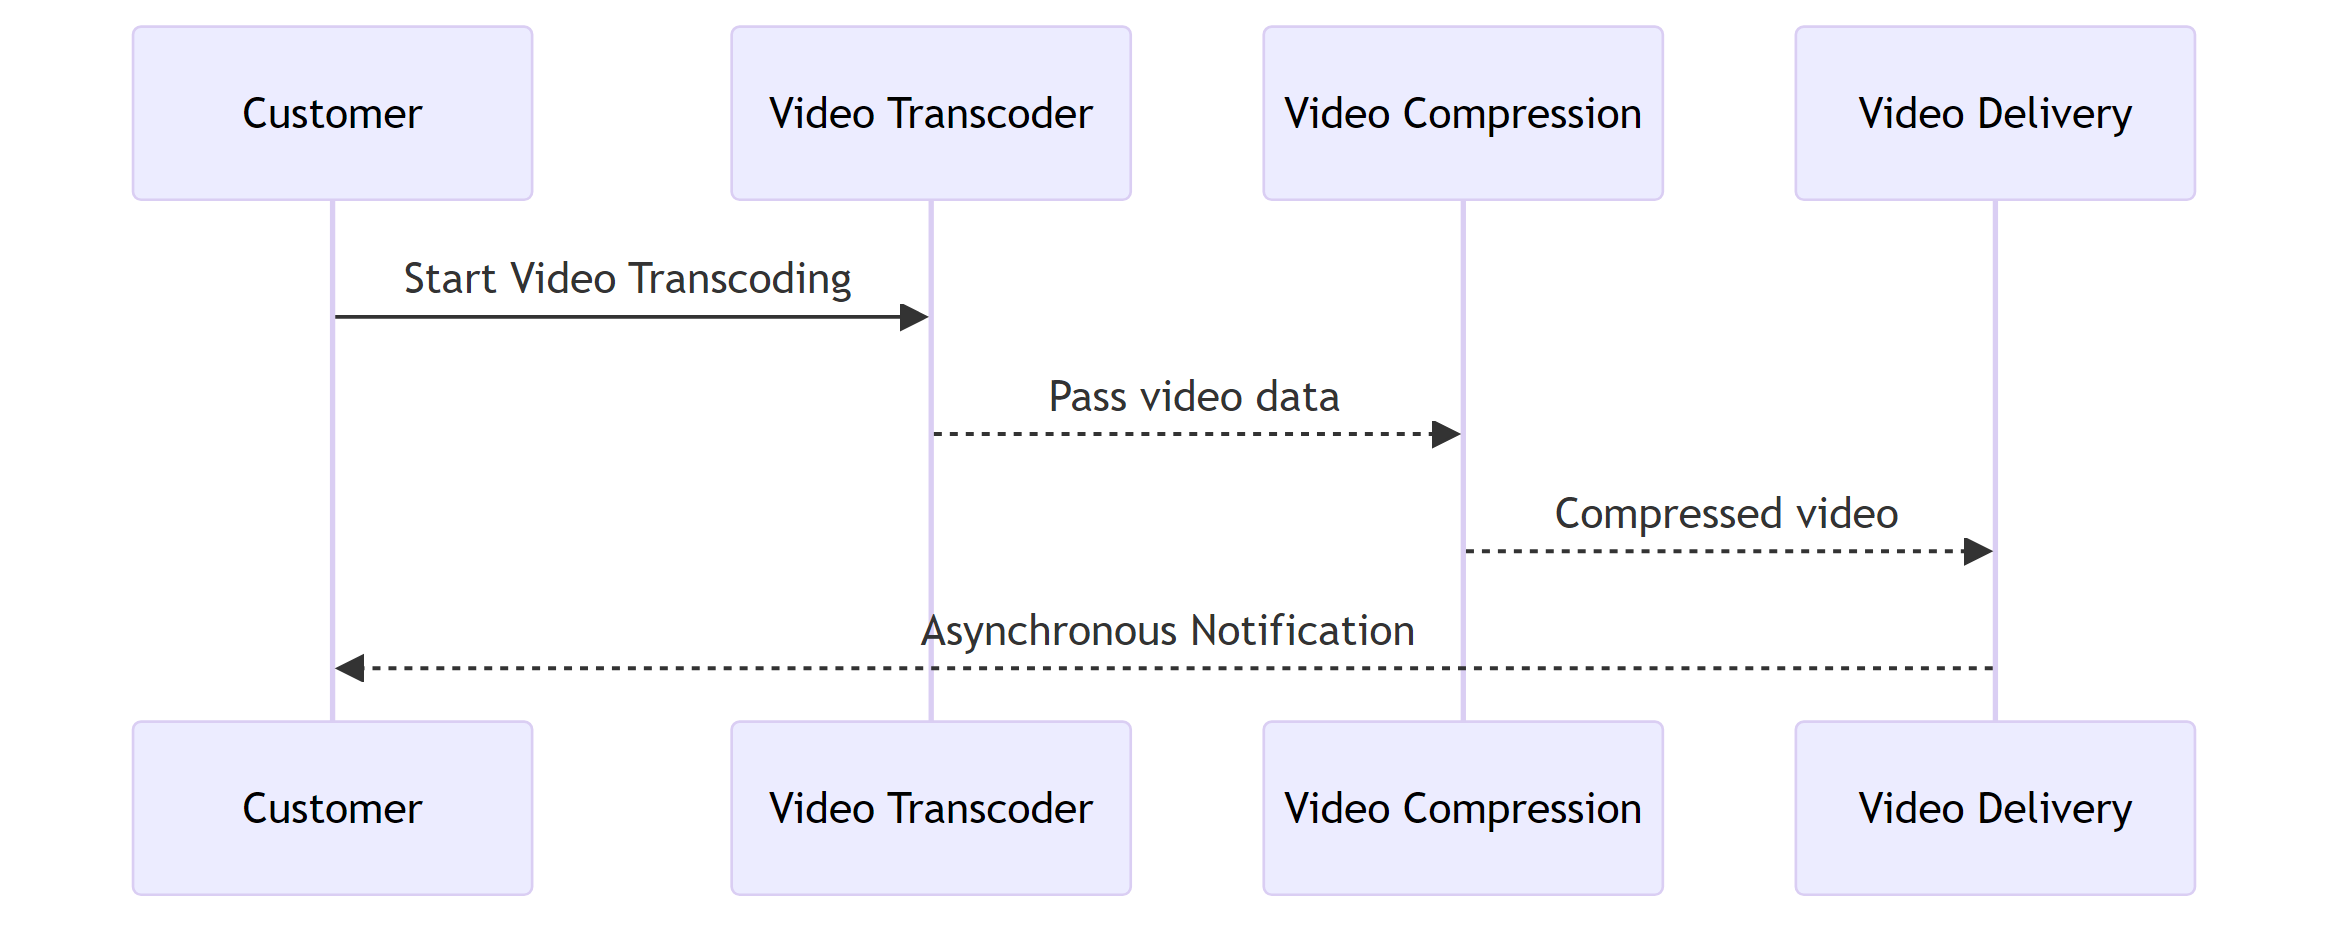 Customer
Video Transcoder
Video Compression
Video Delivery
Start Video Transcoding
Pass video data
Compressed video
Asynchronous Notification
Customer
Video Transcoder
Video Compression
Video Delivery